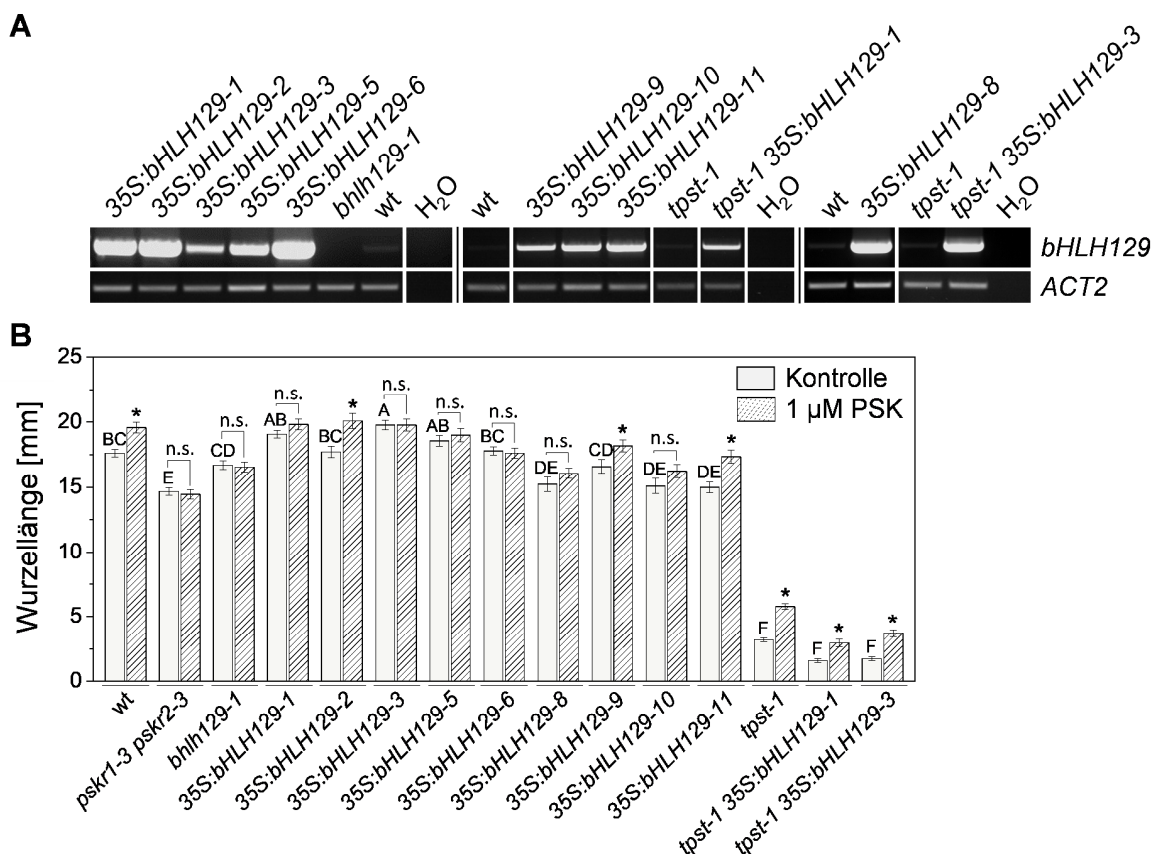 A
35S:bHLH129-1
35S:bHLH129-2
35S:bHLH129-3
35S:bHLH129-5
35S:bHLH129-6
bhlh129-1
wt
H2O
wt
35S:bHLH129-9
35S:bHLH129-10
35S:bHLH129-11
tpst-1
tpst-1 35S:bHLH129-1
H2O
wt
35S:bHLH129-8
tpst-1
tpst-1 35S:bHLH129-3
H2O
bHLH129
ACT2
B
Wurzellänge [mm]
25
20
15
10
5
0
Kontrolle
1 µM PSK
BC *
E n.s.
CD n.s.
AB n.s.
BC *
A n.s.
AB n.s.
BC n.s.
DE n.s.
CD *
DE n.s.
DE *
F *
F *
F *
wt
pskr1-3 pskr2-3
bhlh129-1
35S:bHLH129-1
35S:bHLH129-2
35S:bHLH129-3
35S:bHLH129-5
35S:bHLH129-6
35S:bHLH129-8
35S:bHLH129-9
35S:bHLH129-10
35S:bHLH129-11
tpst-1
tpst-1 35S:bHLH129-1
tpst-1 35S:bHLH129-3